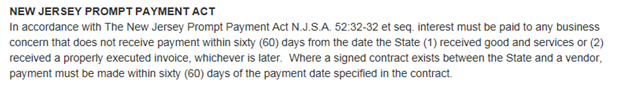 NEW JERSEY PROMPT PAYMENT ACT
In accordance with The New Jersey Prompt Payment Act N.J.S.A. 52:32-32 et seq. interest must be paid to any business
concern that does not receive payment within sixty (60) days from the date the State (1) received good and services or (2)
received a properly executed invoice, whichever is later.  Where a signed contract exists between the State and a vendor,
payment must be made within sixty (60) days of the payment date specified in the contract.